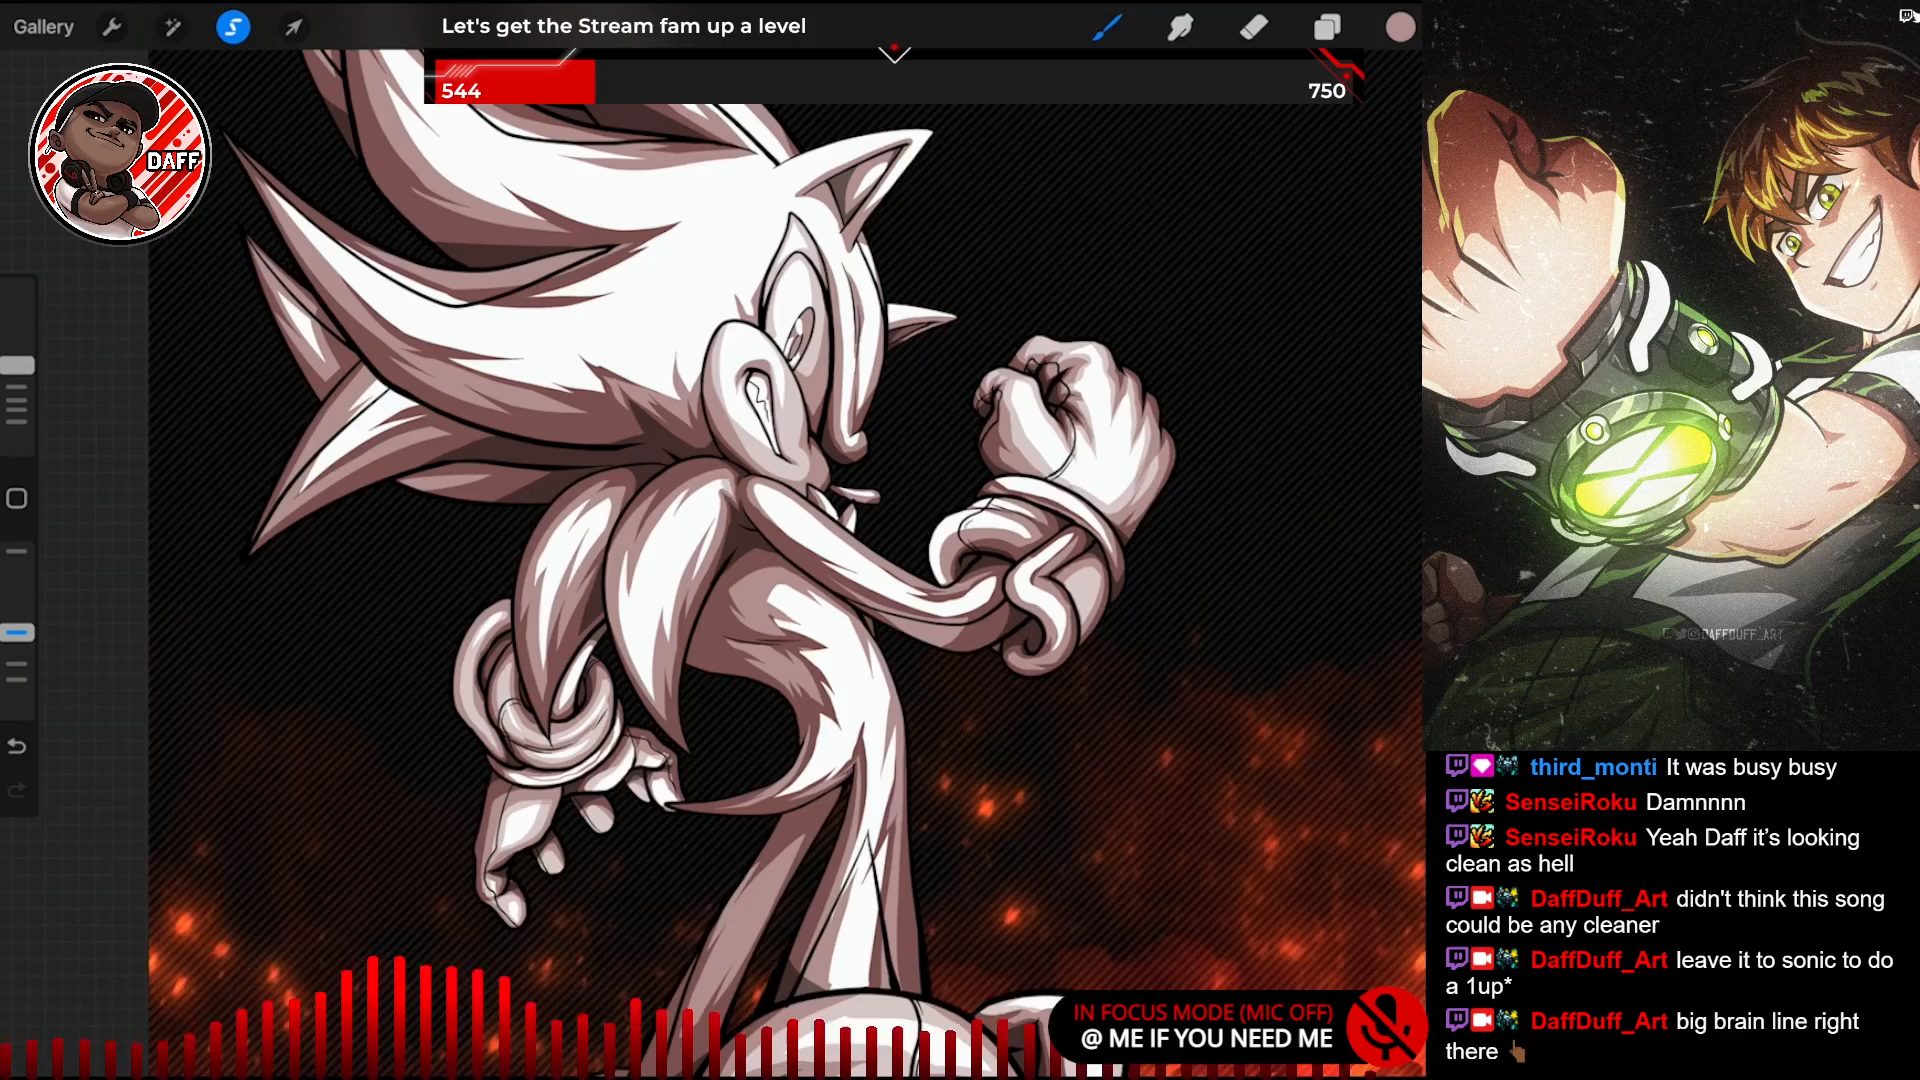 Gallery
Let's get the Stream fam up a level
544
750
DAFF
@DAFFDUFF_ART
third_monti It was busy busy
SenseiRoku Damnnnn
SenseiRoku Yeah Daff it's looking
clean as hell
DaffDuff_Art didn't think this song
could be any cleaner
DaffDuff_Art leave it to sonic to do
a 1up*
DaffDuff_Art big brain line right
there
IN FOCUS MODE (MIC OFF)
@ ME IF YOU NEED ME